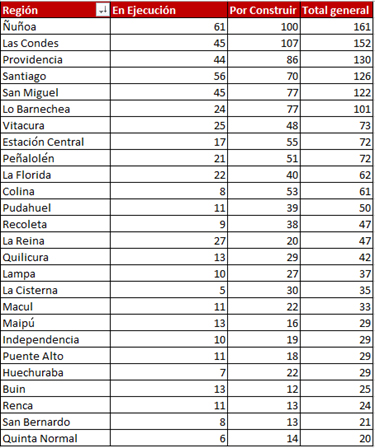 Región En Ejecución Por Construir Total general
Ñuñoa 61 100 161
Las Condes 45 107 152
Providencia 44 86 130
Santiago 56 70 126
San Miguel 45 77 122
Lo Barnechea 24 77 101
Vitacura 25 48 73
Estación Central 17 55 72
Peñalolén 21 51 72
La Florida 22 40 62
Colina 8 53 61
Pudahuel 11 39 50
Recoleta 9 38 47
La Reina 27 20 47
Quilicura 13 29 42
Lampa 10 27 37
La Cisterna 5 30 35
Macul 11 22 33
Maipú 13 16 29
Independencia 10 19 29
Puente Alto 11 18 29
Huechuraba 7 22 29
Buin 13 12 25
Renca 11 13 24
San Bernardo 8 13 21
Quinta Normal 6 14 20